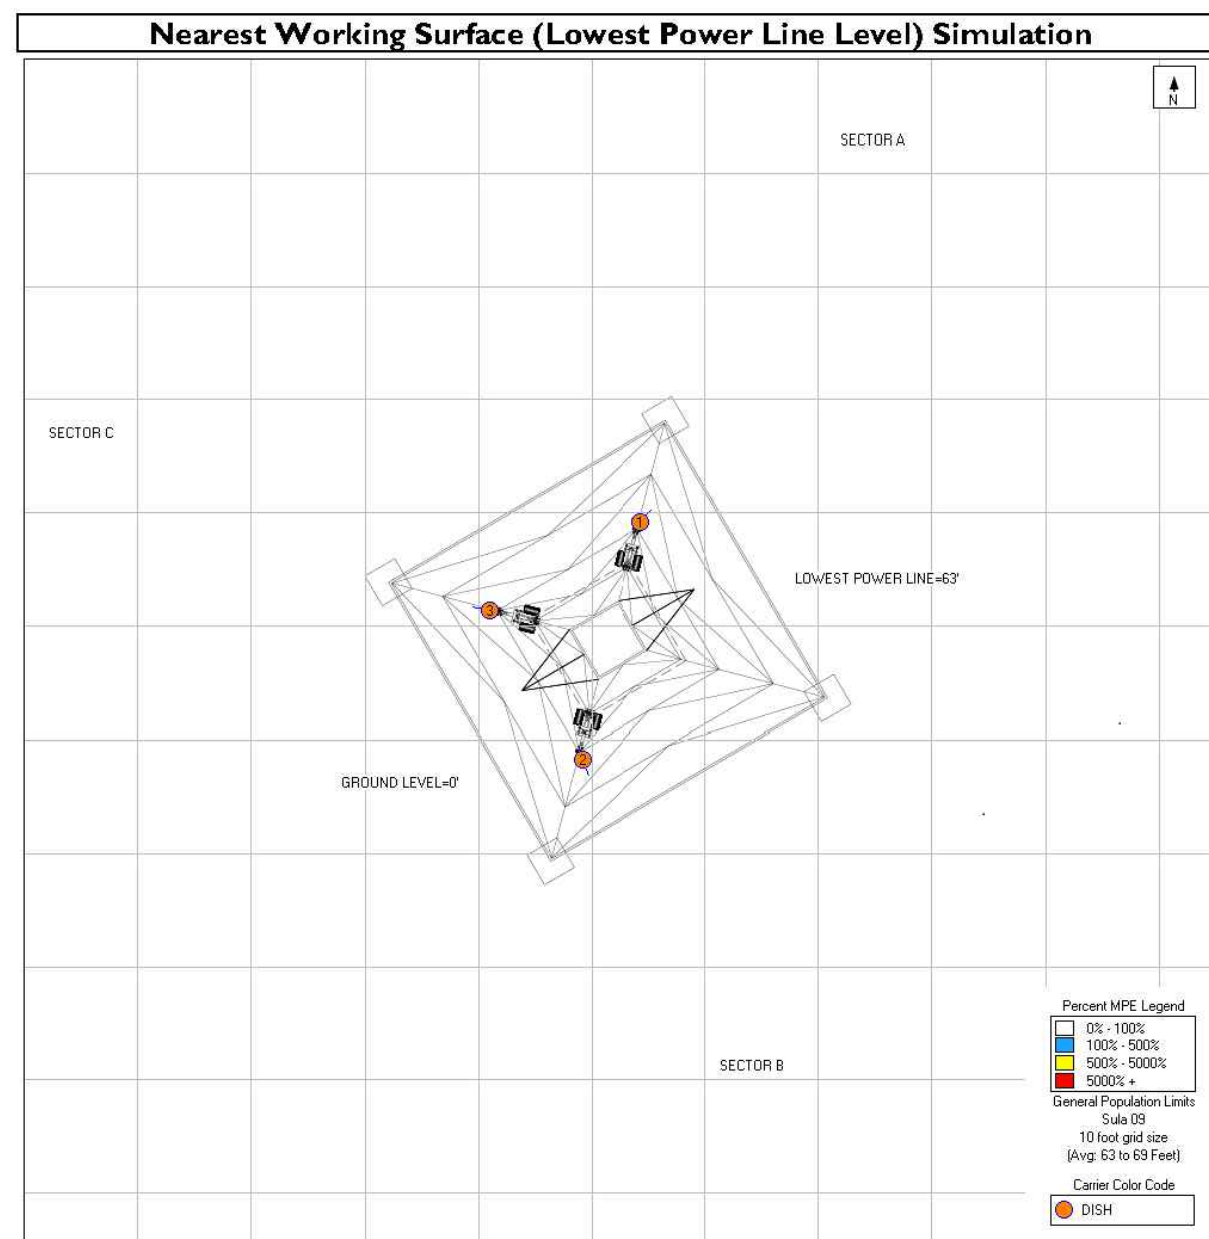 Nearest Working Surface (Lowest Power Line Level) Simulation
N
SECTOR A
SECTOR C
1
LOWEST POWER LINE=63'
3
2
GROUND LEVEL=0'
SECTOR B
Percent MPE Legend
0% - 100%
100% - 500%
500% - 5000%
5000% +
General Population Limits
Sula 09
10 foot grid size
(Avg: 63 to 69 Feet)
Carrier Color Code
DISH